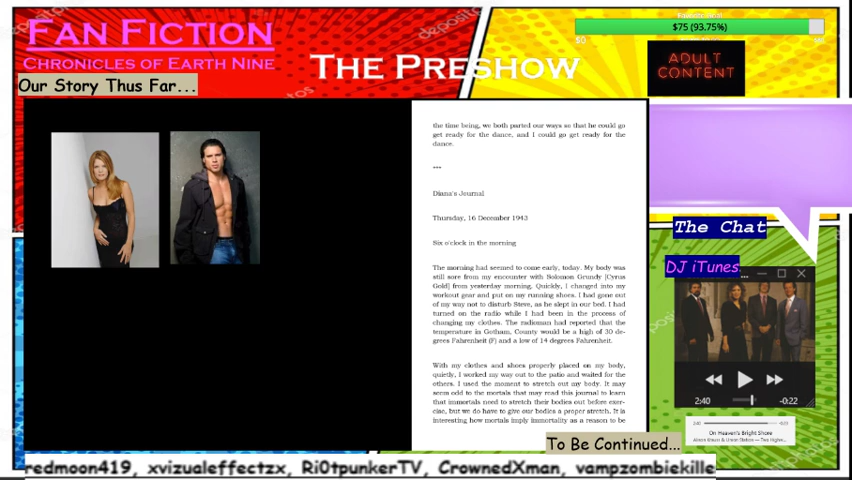 FAN FICTION
CHRONICLES OF EARTH NINE
THE PRESHOW
$75 (93.75%)
$0
ADULT
CONTENT
Our Story Thus Far...
the time being, we both parted our ways so that he could go
get ready for the dance, and I could go get ready for the
dance.
***
Diana's Journal
Thursday, 16 December 1943
Six o'clock in the morning
The morning had seemed to come early, today. My body was
still sore from my encounter with Solomon Grundy [Cyrus
Gold] from yesterday morning. Quickly, I changed into my
workout gear and put on my running shoes. I had gone out
of my way not to disturb Steve, as he slept in our bed. I had
turned on the radio while I had been in the process of
changing my clothes. The radioman had reported that the
temperature in Gotham, County would be a high of 30 de-
grees Fahrenheit (F) and a low of 14 degrees Fahrenheit.
With my clothes and shoes properly placed on my body,
quietly, I worked my way out to the patio and waited for the
others. I used the moment to stretch out my body. It may
seem odd to the mortals that may read this journal to learn
that immortals need to stretch their bodies out before exer-
cise, but we do have to give our bodies a proper stretch. It is
interesting how mortals imply immortality as a reason to be
The Chat
DJ iTunes
2:40
-0:22
2:40
-0:22
On Heaven's Bright Shore
Alison Krauss & Union Station — Two Highw...
To Be Continued...
redmoon419, xvizualeffectzx, Ri0tpunkerTV, CrownedXman, vampzombiekille